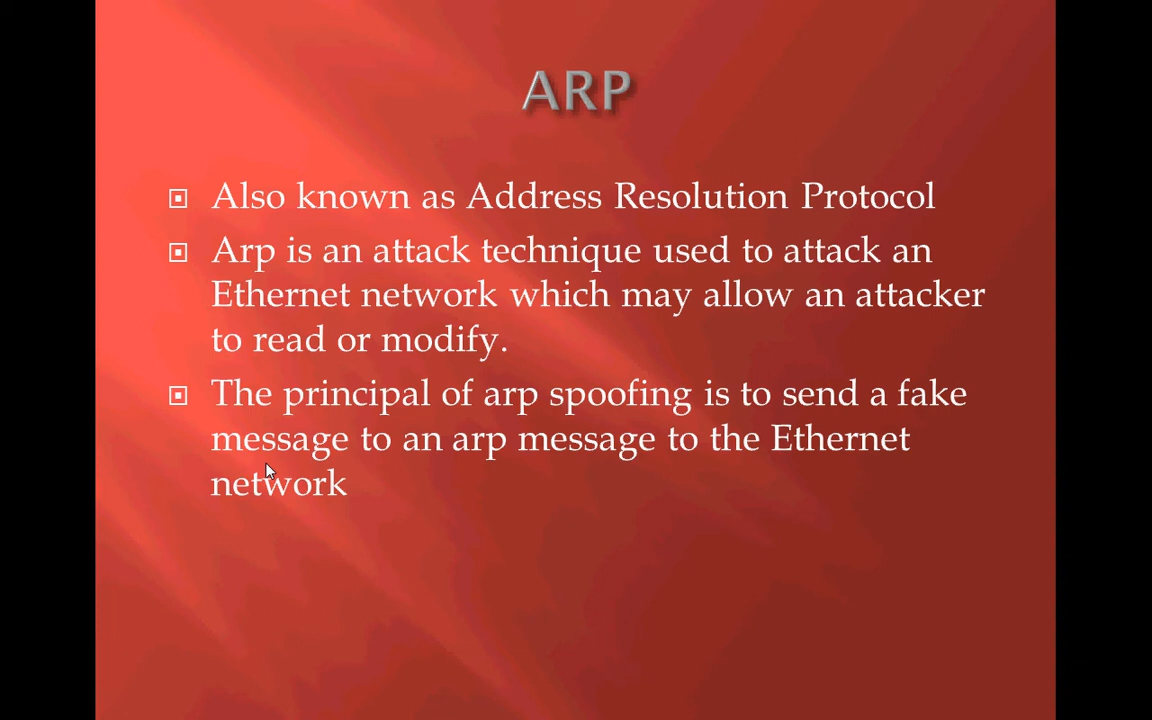 ARP
Also known as Address Resolution Protocol
Arp is an attack technique used to attack an
Ethernet network which may allow an attacker
to read or modify.
The principal of arp spoofing is to send a fake
message to an arp message to the Ethernet
network